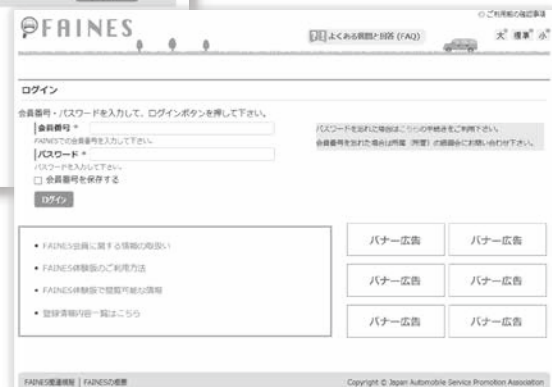 ご利用前の確認事項
FAINES
よくある質問と回答 (FAQ)
大 標準 小
ログイン
会員番号・パスワードを入力して、ログインボタンを押して下さい。
会員番号 *
FAINESでの会員番号を入力して下さい。
パスワード *
パスワードを入力して下さい。
会員番号を保存する
ログイン
パスワードを忘れた場合はこちらの手続きをご利用下さい。
会員番号を忘れた場合は所属（所管）の振興会にお問い合わせ下さい。
• FAINES会員に関する情報の取扱い
• FAINES体験版のご利用方法
• FAINES体験版で閲覧可能な情報
• 登録情報内容一覧はこちら
バナー広告 バナー広告
バナー広告 バナー広告
バナー広告 バナー広告
FAINES関連情報 | FAINESの概要
Copyright © Japan Automobile Service Promotion Association